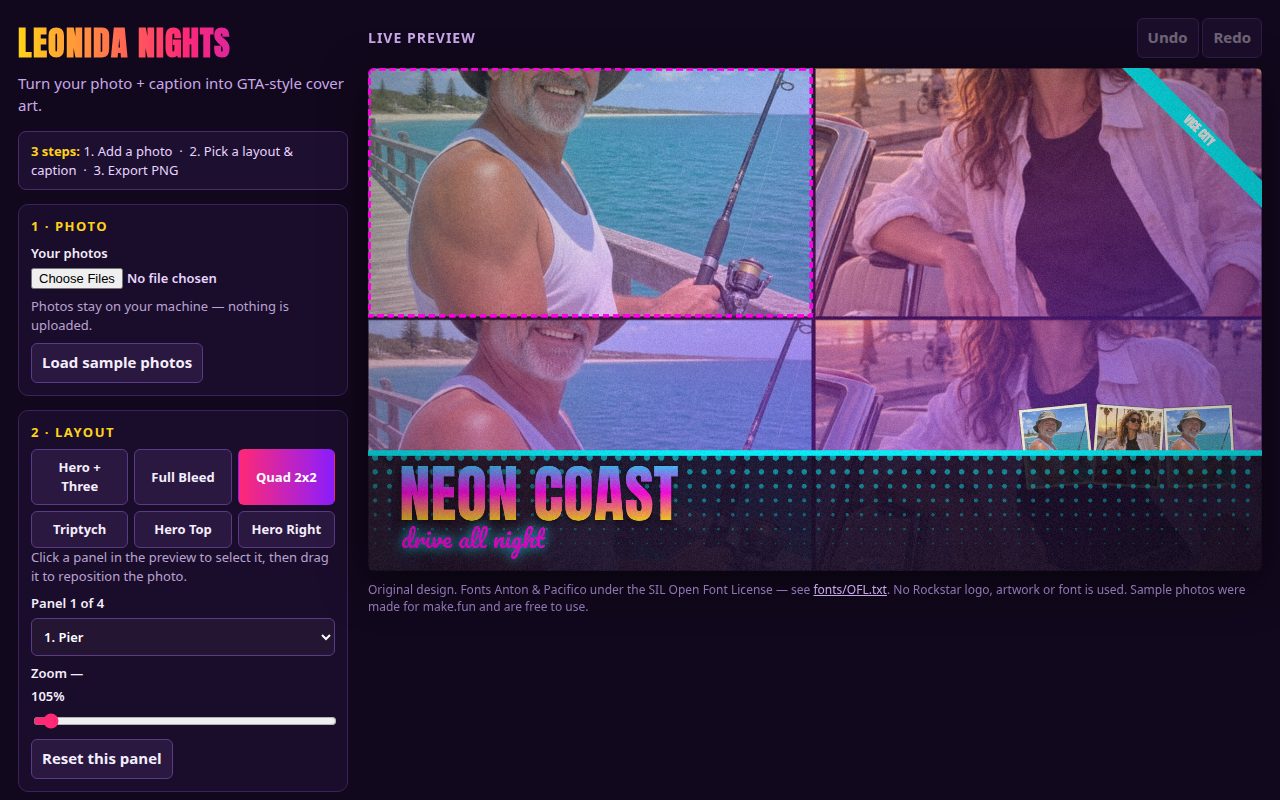 LEONIDA NIGHTS
Turn your photo + caption into GTA-style cover
art.
3 steps: 1. Add a photo · 2. Pick a layout &
caption · 3. Export PNG
1 · PHOTO
Your photos
Choose Files No file chosen
Photos stay on your machine — nothing is
uploaded.
Load sample photos
2 · LAYOUT
Hero +
Three
Full Bleed
Quad 2x2
Triptych
Hero Top
Hero Right
Click a panel in the preview to select it, then drag
it to reposition the photo.
Panel 1 of 4
1. Pier
Zoom —
105%
Reset this panel
LIVE PREVIEW
Undo
Redo
VICE CITY
NEON COAST
drive all night
Original design. Fonts Anton & Pacifico under the SIL Open Font License — see fonts/OFL.txt. No Rockstar logo, artwork or font is used. Sample photos were
made for make.fun and are free to use.